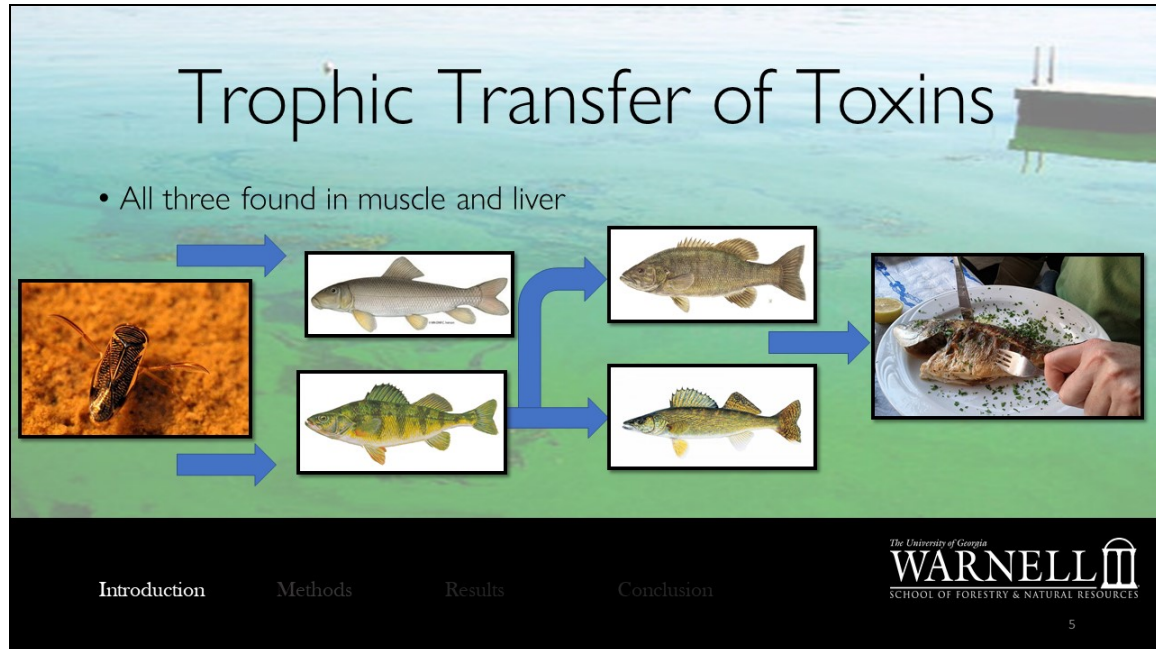 Trophic Transfer of Toxins
• All three found in muscle and liver
Introduction Methods Results Conclusion
The University of Georgia
WARNELL
SCHOOL OF FORESTRY & NATURAL RESOURCES
5